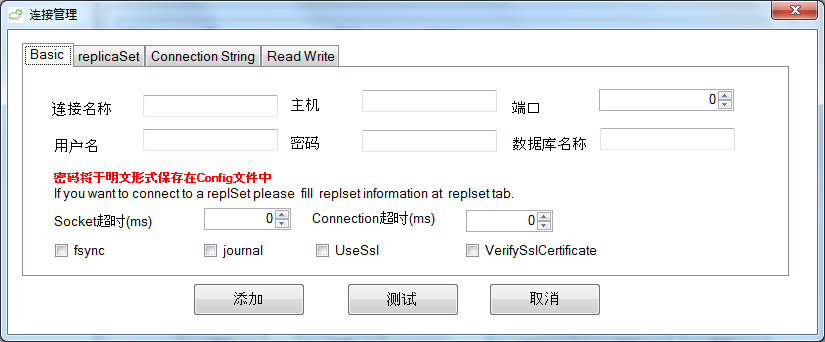 连接管理
Basic replicaSet Connection String Read Write
连接名称 主机 端口 0
用户名 密码 数据库名称
密码将于明文形式保存在Config文件中
If you want to connect to a replSet please fill replset information at replset tab.
Socket超时(ms) 0 Connection超时(ms) 0
fsync journal UseSsl VerifySslCertificate
添加 测试 取消